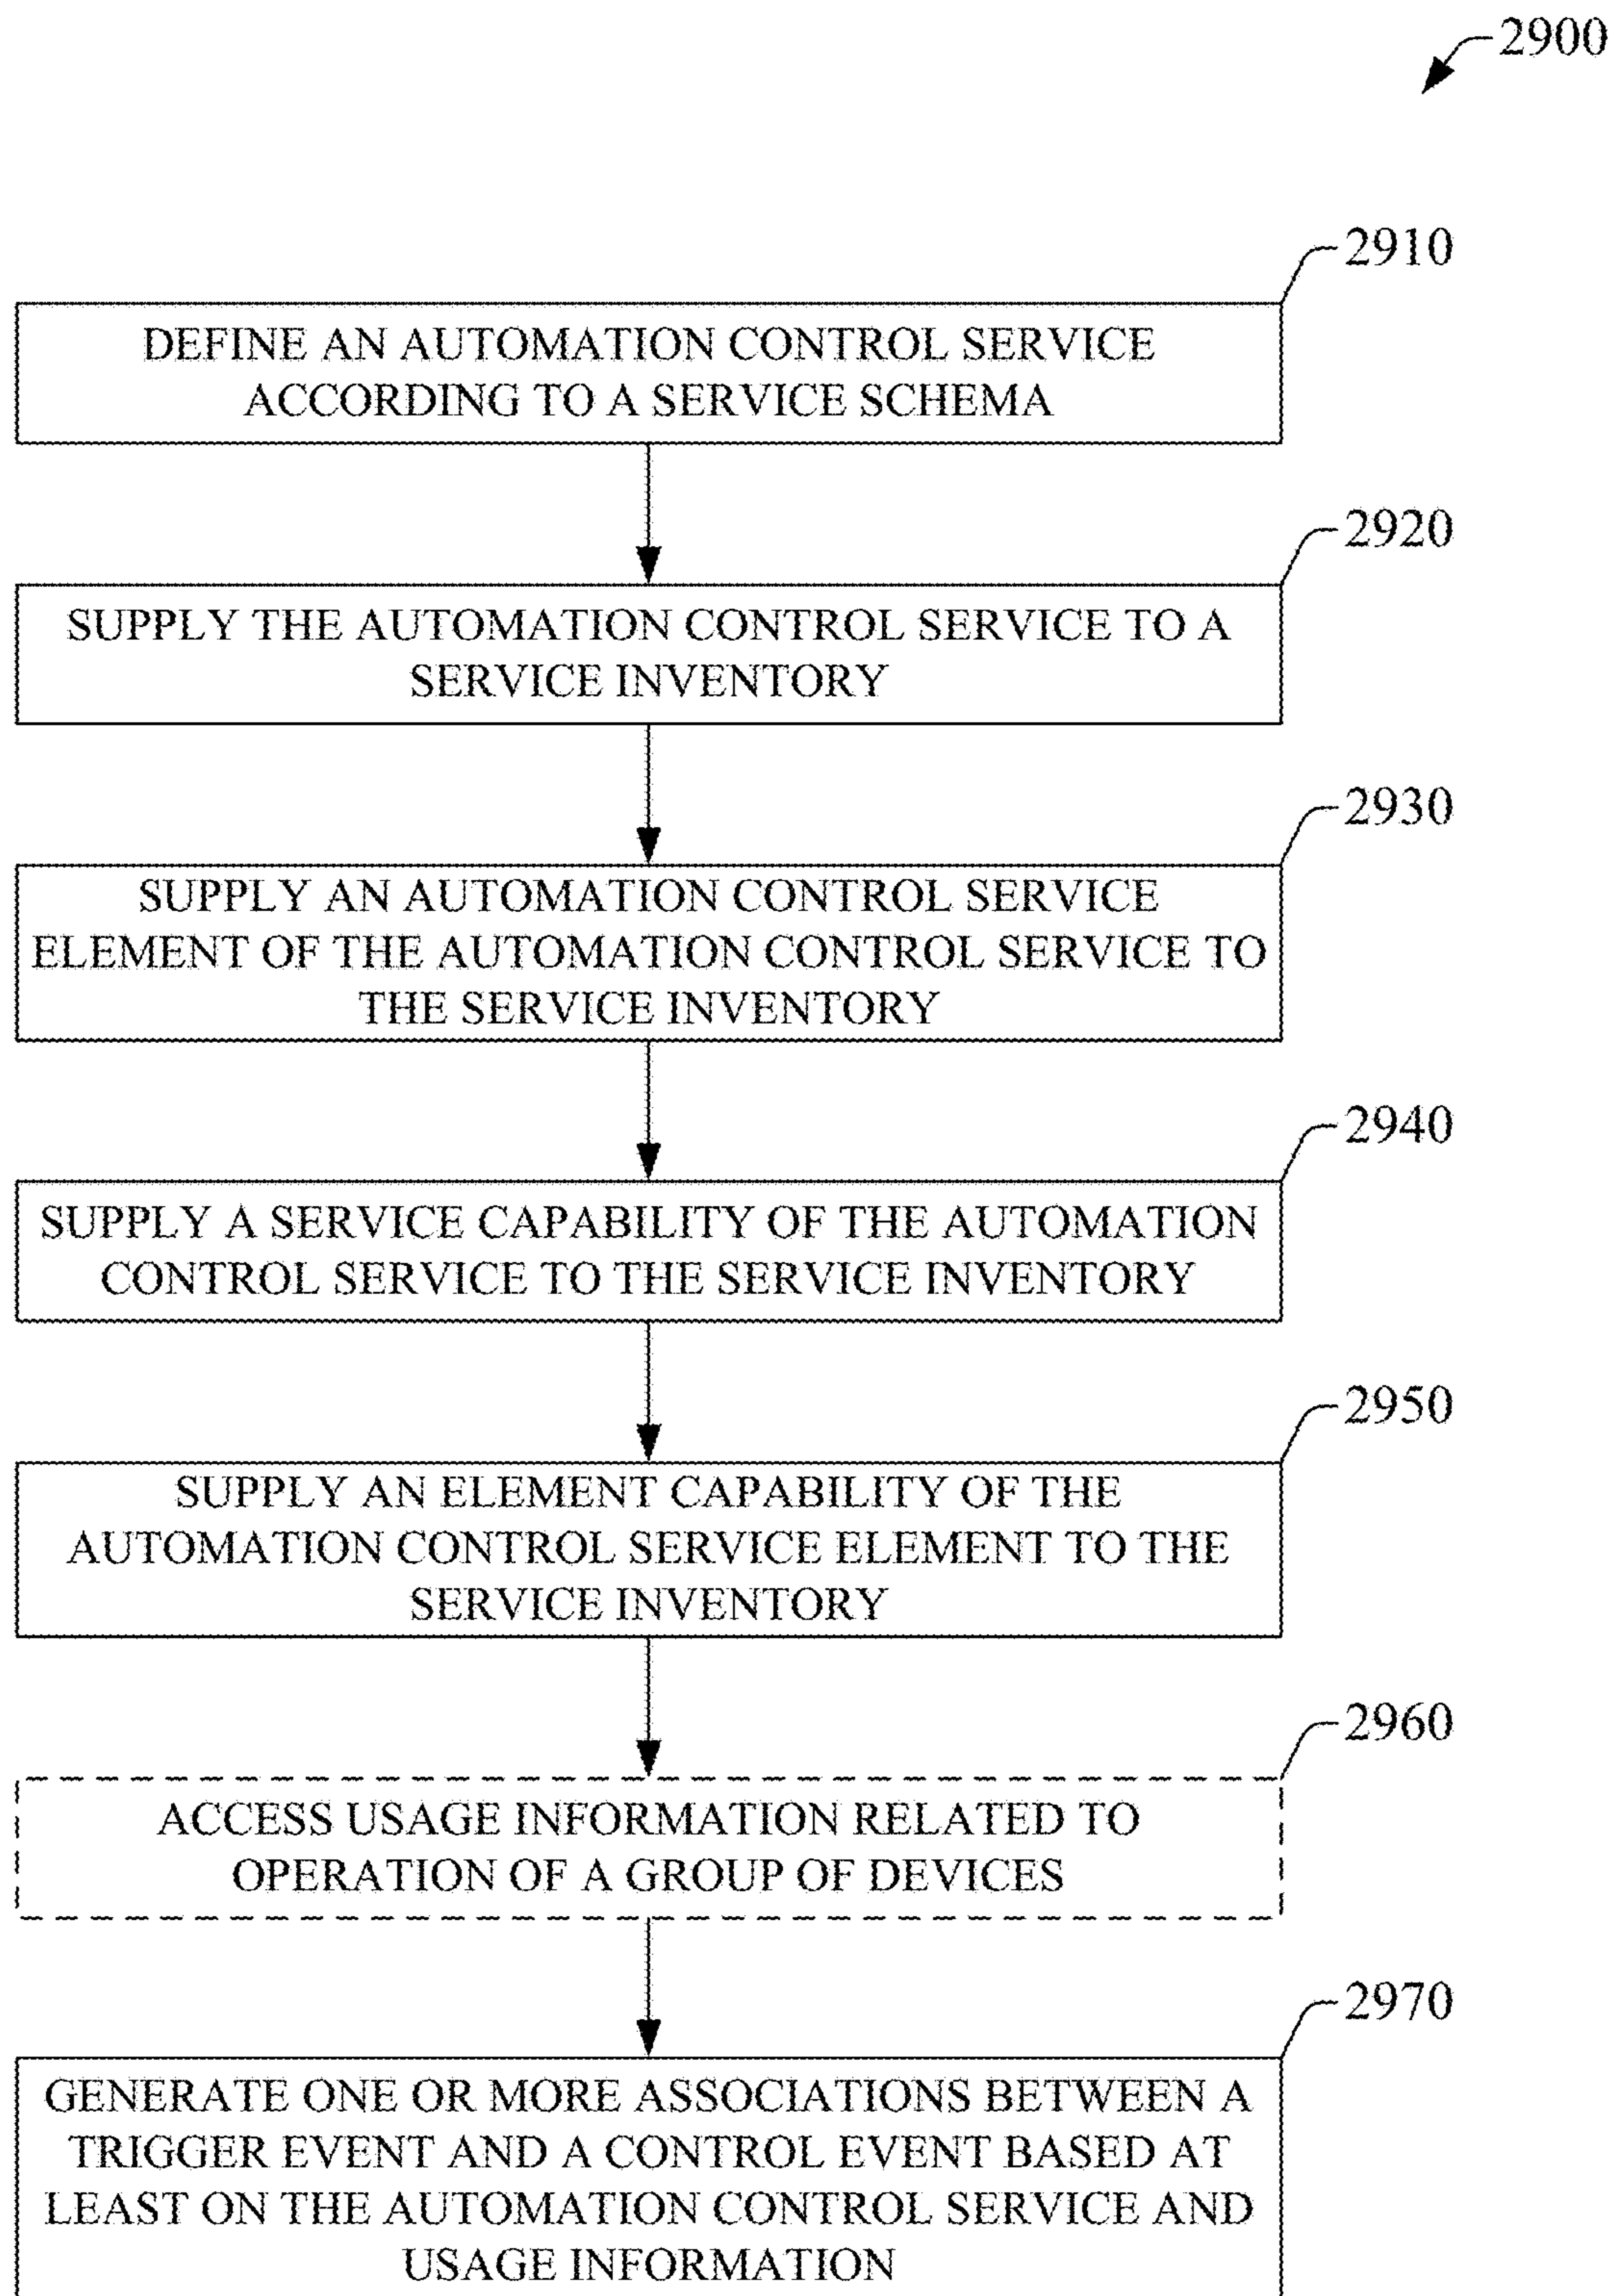 2900
2910
DEFINE AN AUTOMATION CONTROL SERVICE
ACCORDING TO A SERVICE SCHEMA
2920
SUPPLY THE AUTOMATION CONTROL SERVICE TO A
SERVICE INVENTORY
2930
SUPPLY AN AUTOMATION CONTROL SERVICE
ELEMENT OF THE AUTOMATION CONTROL SERVICE TO
THE SERVICE INVENTORY
2940
SUPPLY A SERVICE CAPABILITY OF THE AUTOMATION
CONTROL SERVICE TO THE SERVICE INVENTORY
2950
SUPPLY AN ELEMENT CAPABILITY OF THE
AUTOMATION CONTROL SERVICE ELEMENT TO THE
SERVICE INVENTORY
2960
ACCESS USAGE INFORMATION RELATED TO
OPERATION OF A GROUP OF DEVICES
2970
GENERATE ONE OR MORE ASSOCIATIONS BETWEEN A
TRIGGER EVENT AND A CONTROL EVENT BASED AT
LEAST ON THE AUTOMATION CONTROL SERVICE AND
USAGE INFORMATION